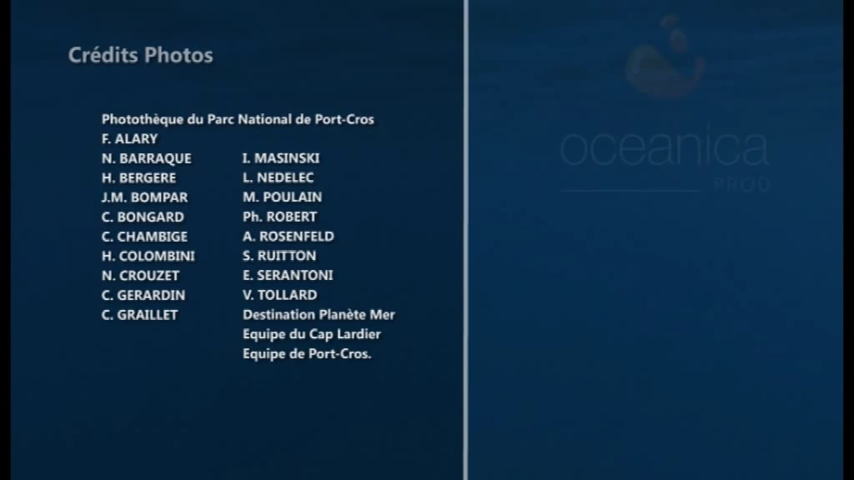 Crédits Photos
Photothèque du Parc National de Port-Cros
F. ALARY
N. BARRAQUE
H. BERGERE
J.M. BOMPAR
C. BONGARD
C. CHAMBIGE
H. COLOMBINI
N. CROUZET
C. GERARDIN
C. GRAILLET
I. MASINSKI
L. NEDELEC
M. POULAIN
Ph. ROBERT
A. ROSENFELD
S. RUITTON
E. SERANTONI
V. TOLLARD
Destination Planète Mer
Equipe du Cap Lardier
Equipe de Port-Cros.
oceanica
PROD